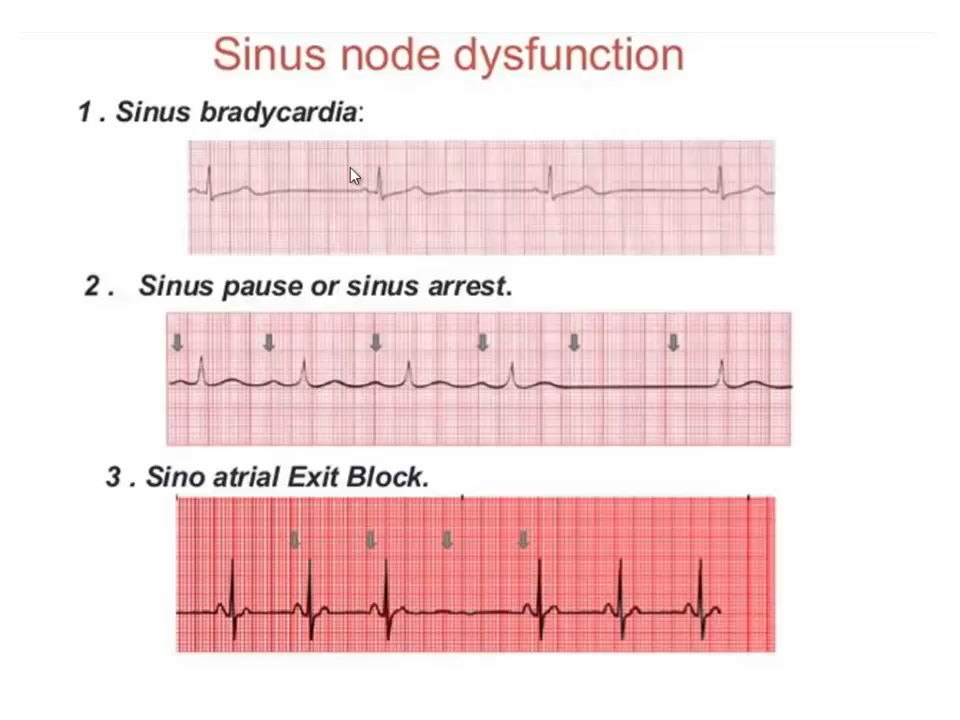 Sinus node dysfunction
1 . Sinus bradycardia:
2 . Sinus pause or sinus arrest.
3 . Sino atrial Exit Block.